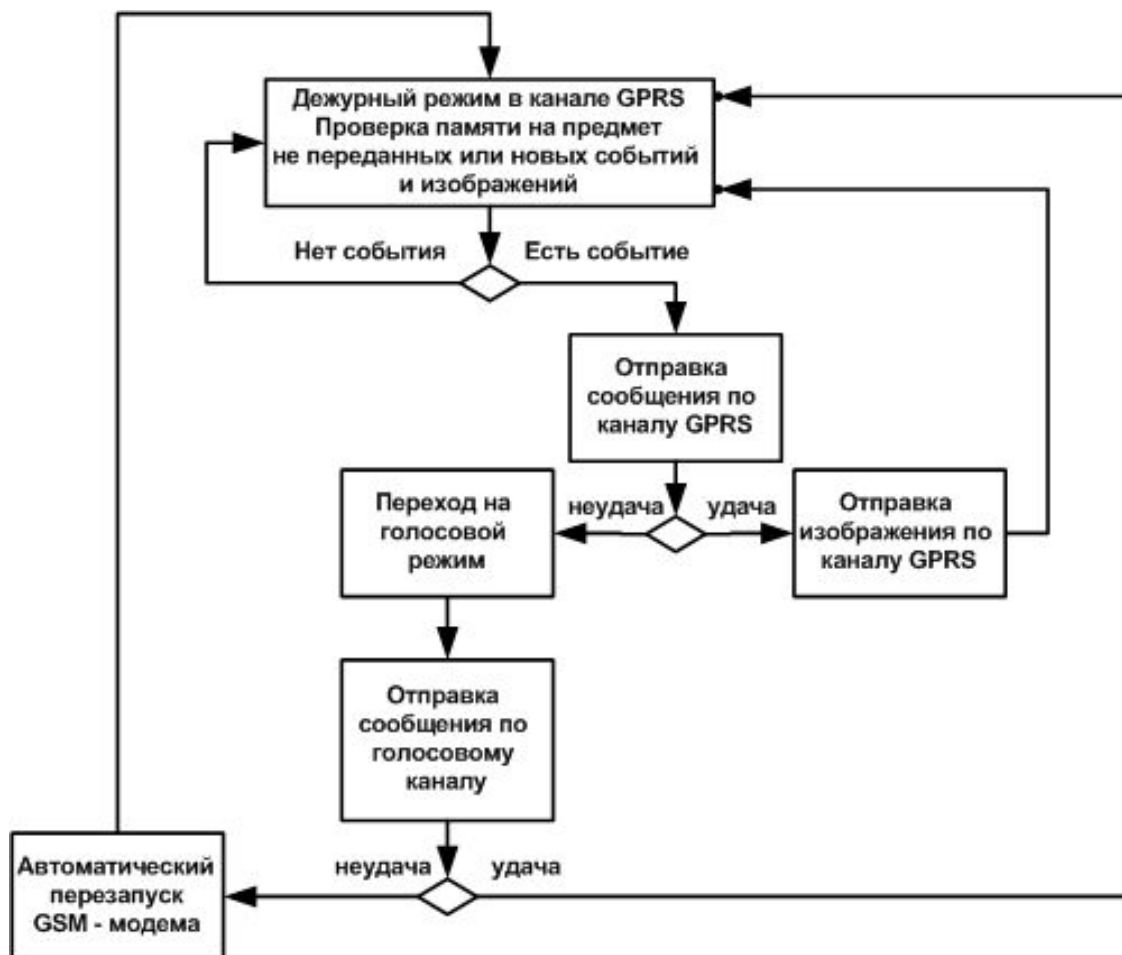 Дежурный режим в канале GPRS
Проверка памяти на предмет
не переданных или новых событий
и изображений
Нет события
Есть событие
Отправка
сообщения по
каналу GPRS
неудача
удача
Переход на
голосовой
режим
Отправка
изображения по
каналу GPRS
Отправка
сообщения по
голосовому
каналу
неудача
удача
Автоматический
перезапуск
GSM - модема